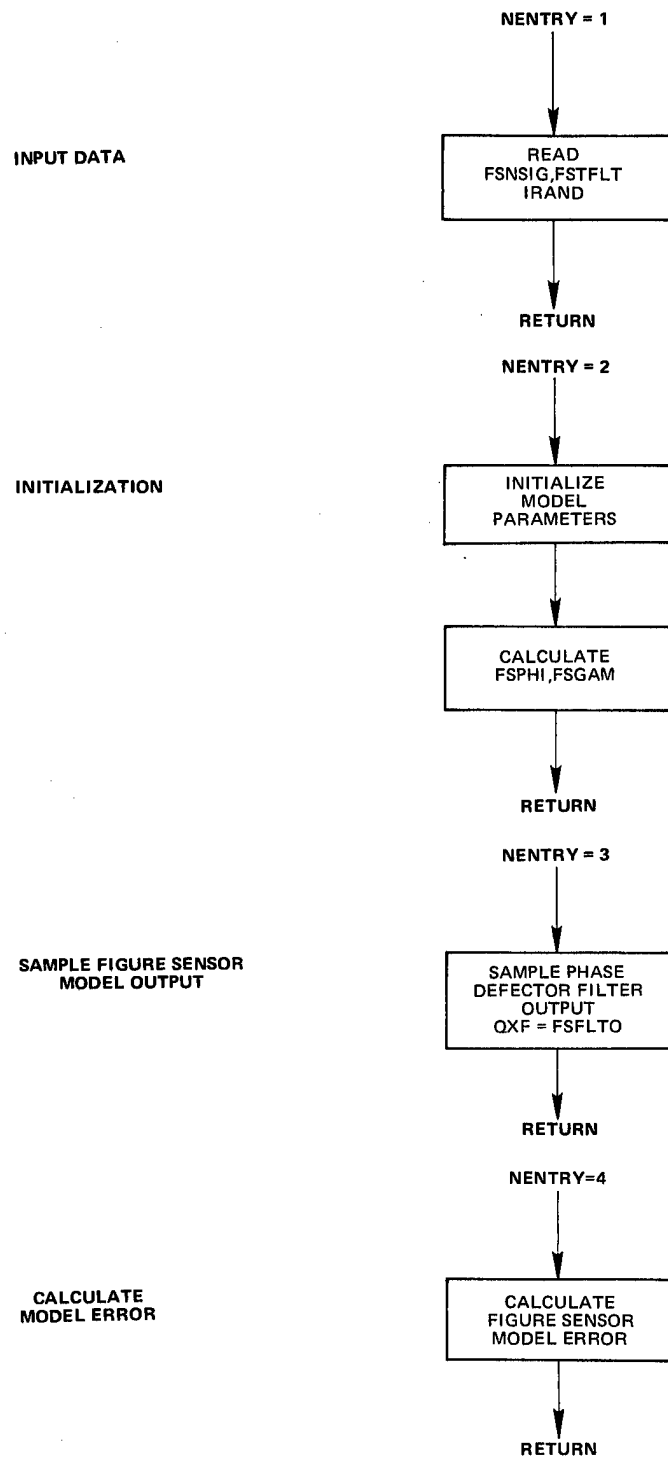 NENTRY = 1
INPUT DATA
READ
FSNSIG,FSTFLT
IRAND
RETURN
NENTRY = 2
INITIALIZATION
INITIALIZE
MODEL
PARAMETERS
CALCULATE
FSPHI,FSGAM
RETURN
NENTRY = 3
SAMPLE FIGURE SENSOR
MODEL OUTPUT
SAMPLE PHASE
DEFECTOR FILTER
OUTPUT
QXF = FSFLTO
RETURN
NENTRY=4
CALCULATE
MODEL ERROR
CALCULATE
FIGURE SENSOR
MODEL ERROR
RETURN